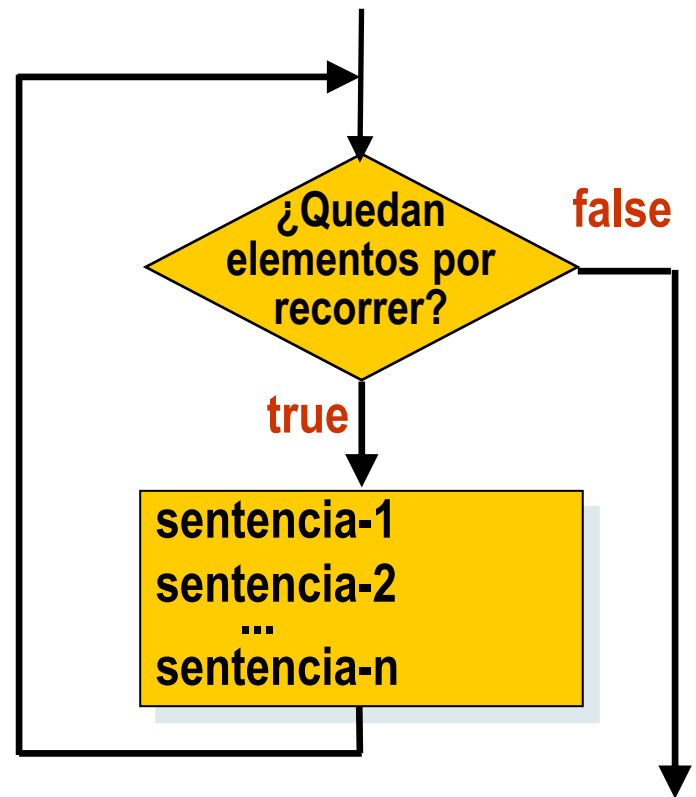 ¿Quedan
elementos por
recorrer?
false
true
sentencia-1
sentencia-2
...
sentencia-n